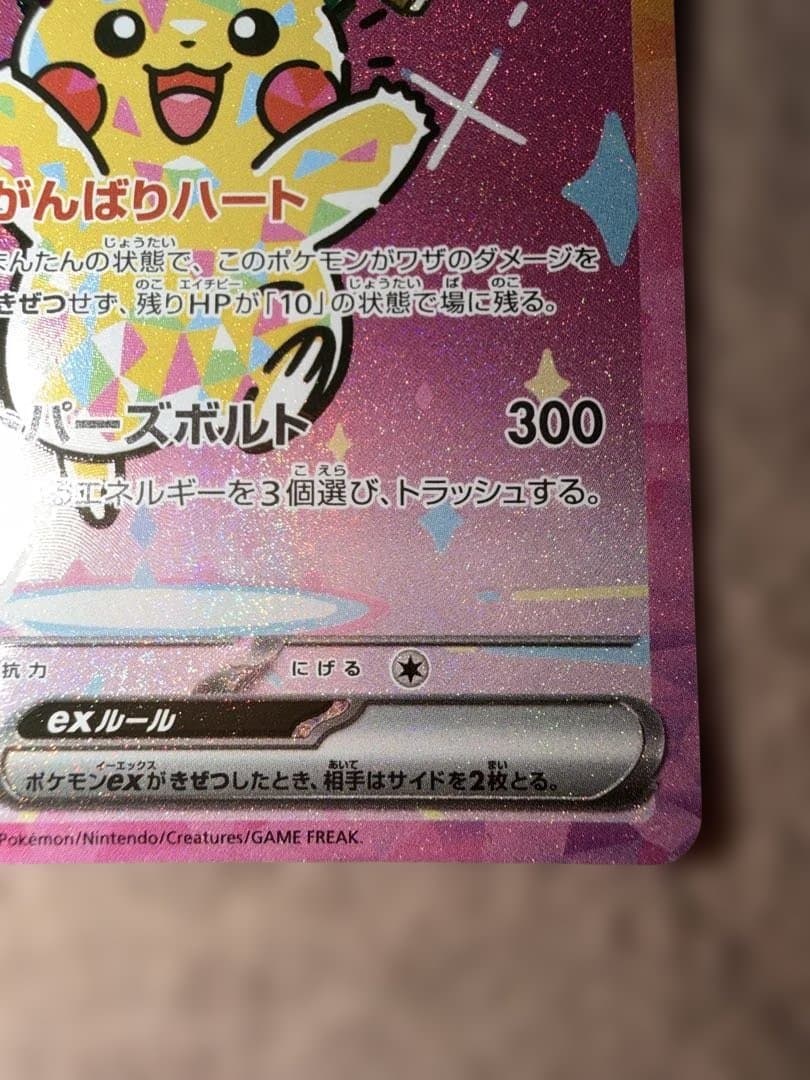 がんばりハート
まんたんの状態で、このポケモンがワザのダメージを
きぜつせず、残りHPが「10」の状態で場に残る。
パーズボルト 300
るエネルギーを3個選び、トラッシュする。
抗力 にげる
exルール
ポケモンexがきぜつしたとき、相手はサイドを2枚とる。
Pokémon/Nintendo/Creatures/GAME FREAK.